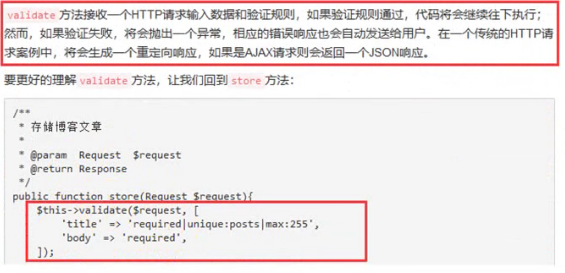 validate 方法接收一个HTTP请求输入数据和验证规则，如果验证规则通过，代码将会继续往下执行；
然而，如果验证失败，将会抛出一个异常，相应的错误响应也会自动发送给用户。在一个传统的HTTP请
求案例中，将会生成一个重定向响应，如果是AJAX请求则会返回一个JSON响应。
要更好的理解 validate 方法，让我们回到 store 方法：
/**
 * 存储博客文章
 *
 * @param  Request  $request
 * @return Response
 */
public function store(Request $request){
    $this->validate($request, [
        'title' => 'required|unique:posts|max:255',
        'body' => 'required',
    ]);